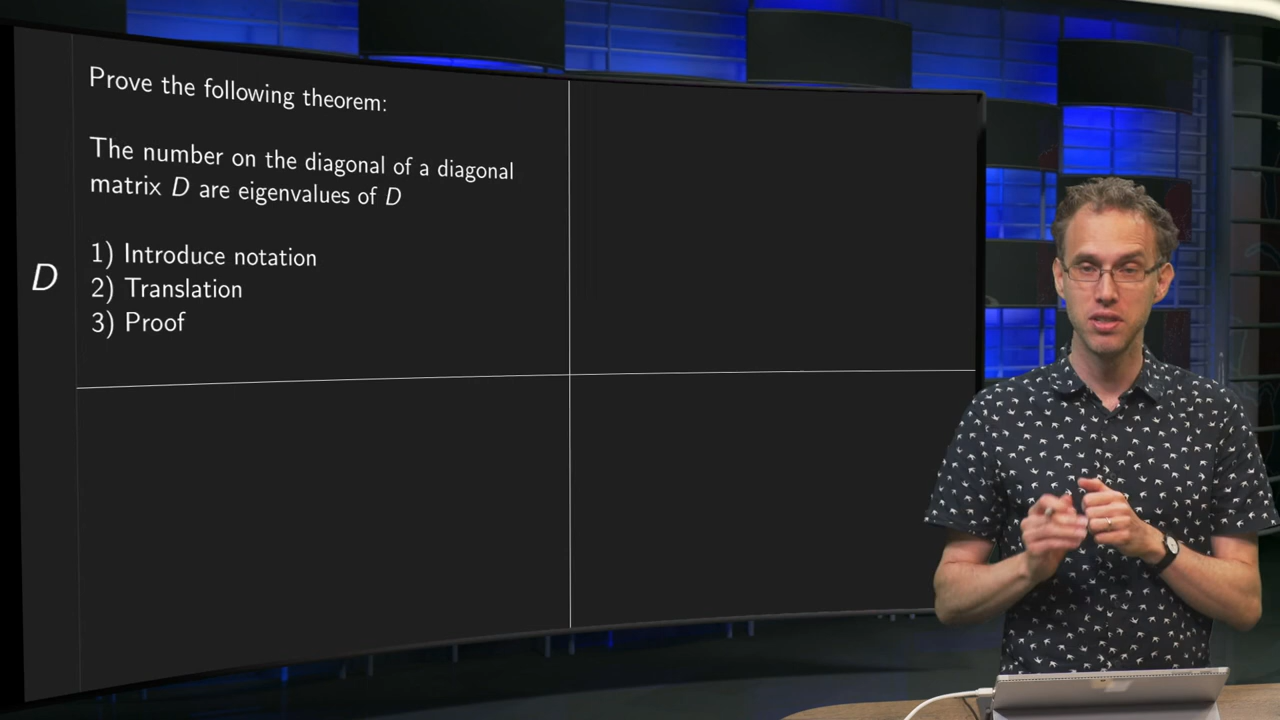 Prove the following theorem:
The number on the diagonal of a diagonal
matrix D are eigenvalues of D
1) Introduce notation
2) Translation
3) Proof
D